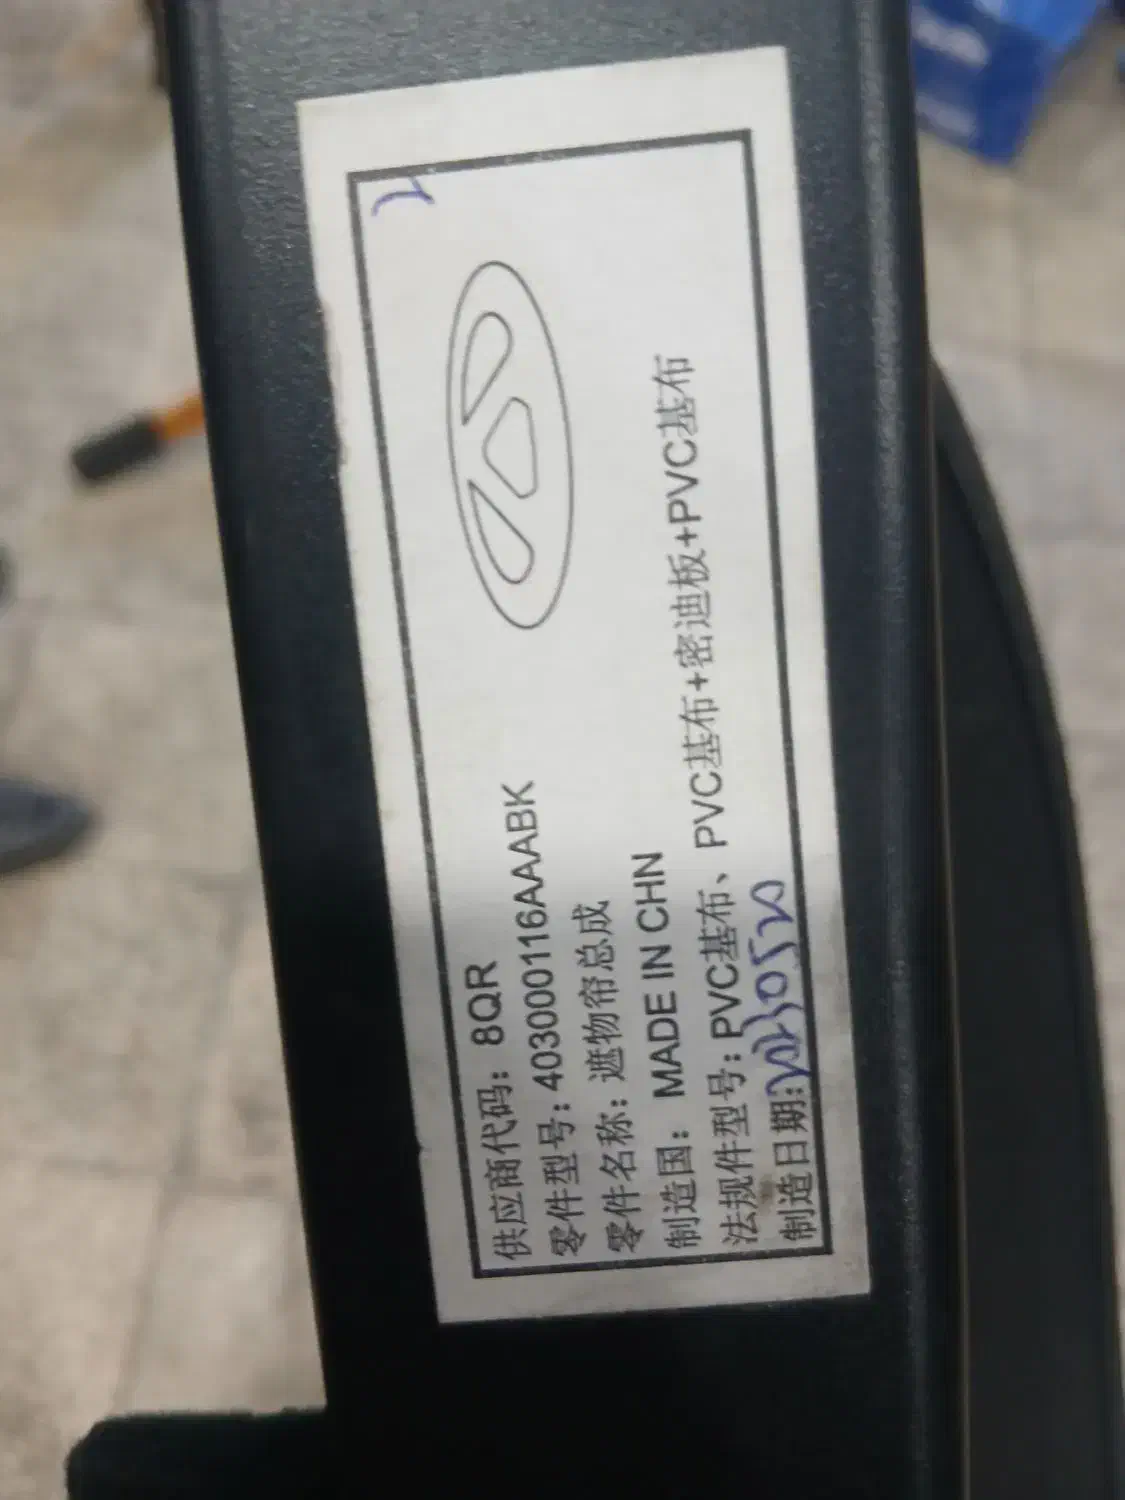 供应商代码：8QR
零件型号：403000116AAABK
零件名称：遮物帘总成
制造国：MADE IN CHN
法规件型号：PVC基布、PVC基布+密迪板+PVC基布
制造日期:20230520